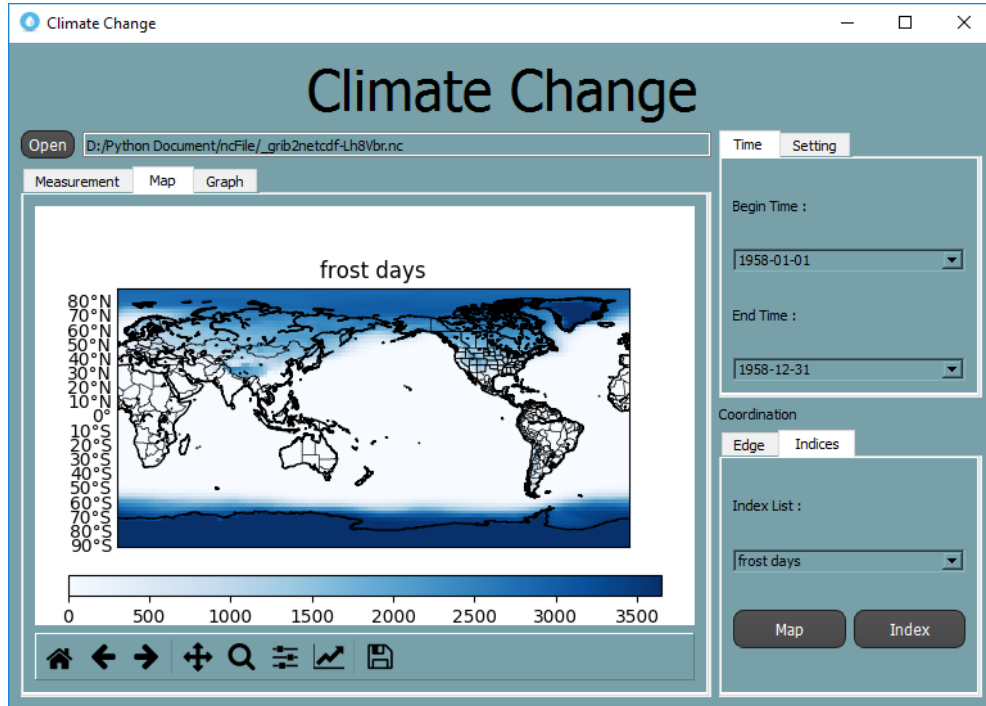 Climate Change
Climate Change
Open
D:/Python Document/ncFile/_grib2netcdf-Lh8Vbr.nc
Time
Setting
Measurement
Map
Graph
Begin Time :
1958-01-01
frost days
80°N
70°N
60°N
50°N
40°N
30°N
20°N
10°N
0°
10°S
20°S
30°S
40°S
50°S
60°S
70°S
80°S
90°S
0 500 1000 1500 2000 2500 3000 3500
End Time :
1958-12-31
Coordination
Edge
Indices
Index List :
frost days
Map
Index